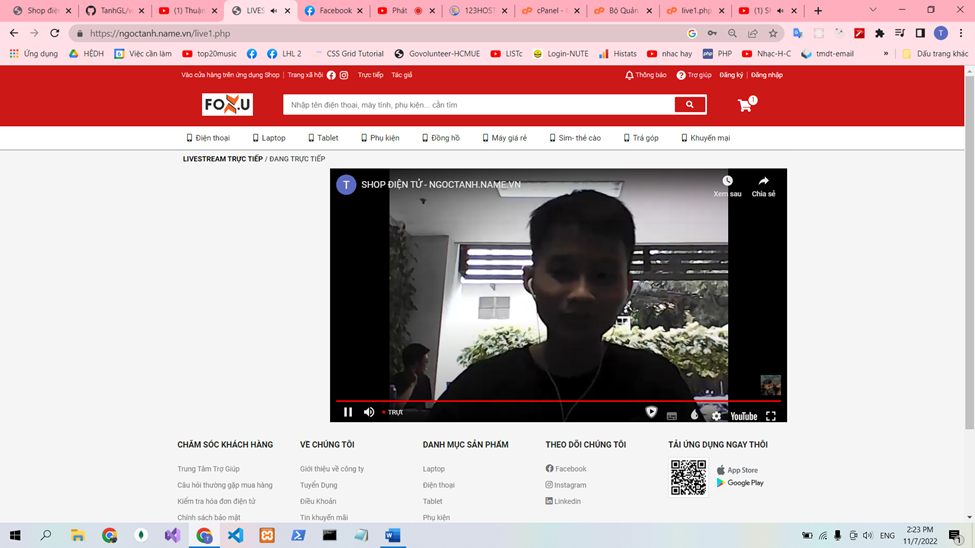 Shop điện
TanhGL/w
(1) Thuận
LIVES
Facebook
Phát
123HOST
cPanel -
Bộ Quản
live1.php
(1) S
https://ngoctanh.name.vn/live1.php
T
Ứng dụng
HĐDH
Việc cần làm
top20music
LHL 2
CSS Grid Tutorial
Govolunteer-HCMUE
LISTc
Login-NUTE
Histats
nhac hay
PHP
Nhạc-H-C
tmdt-email
»
Dấu trang khác
Vào cửa hàng trên ứng dụng Shop
Trang xã hội
Trực tiếp
Tác giả
Thông báo
Trợ giúp
Đăng ký
Đăng nhập
FOX.U
Nhập tên điện thoại, máy tính, phụ kiện... cần tìm
1
Điện thoại
Laptop
Tablet
Phụ kiện
Đồng hồ
Máy giá rẻ
Sim- thẻ cào
Trả góp
Khuyến mại
LIVESTREAM TRỰC TIẾP / ĐANG TRỰC TIẾP
T
SHOP ĐIỆN TỬ - NGOCTANH.NAME.VN
Xem sau
Chia sẻ
TRỰC
YouTube
CHĂM SÓC KHÁCH HÀNG
VỀ CHÚNG TÔI
DANH MỤC SẢN PHẨM
THEO DÕI CHÚNG TÔI
TẢI ỨNG DỤNG NGAY THÔI
Trung Tâm Trợ Giúp
Giới thiệu về công ty
Laptop
Facebook
App Store
Câu hỏi thường gặp mua hàng
Tuyển Dụng
Điện thoại
Instagram
Google Play
Kiểm tra hóa đơn điện tử
Điều Khoản
Tablet
Linkedin
Chính sách bảo mật
Tin khuyến mãi
Phụ kiện
ENG
2:23 PM
11/7/2022
1